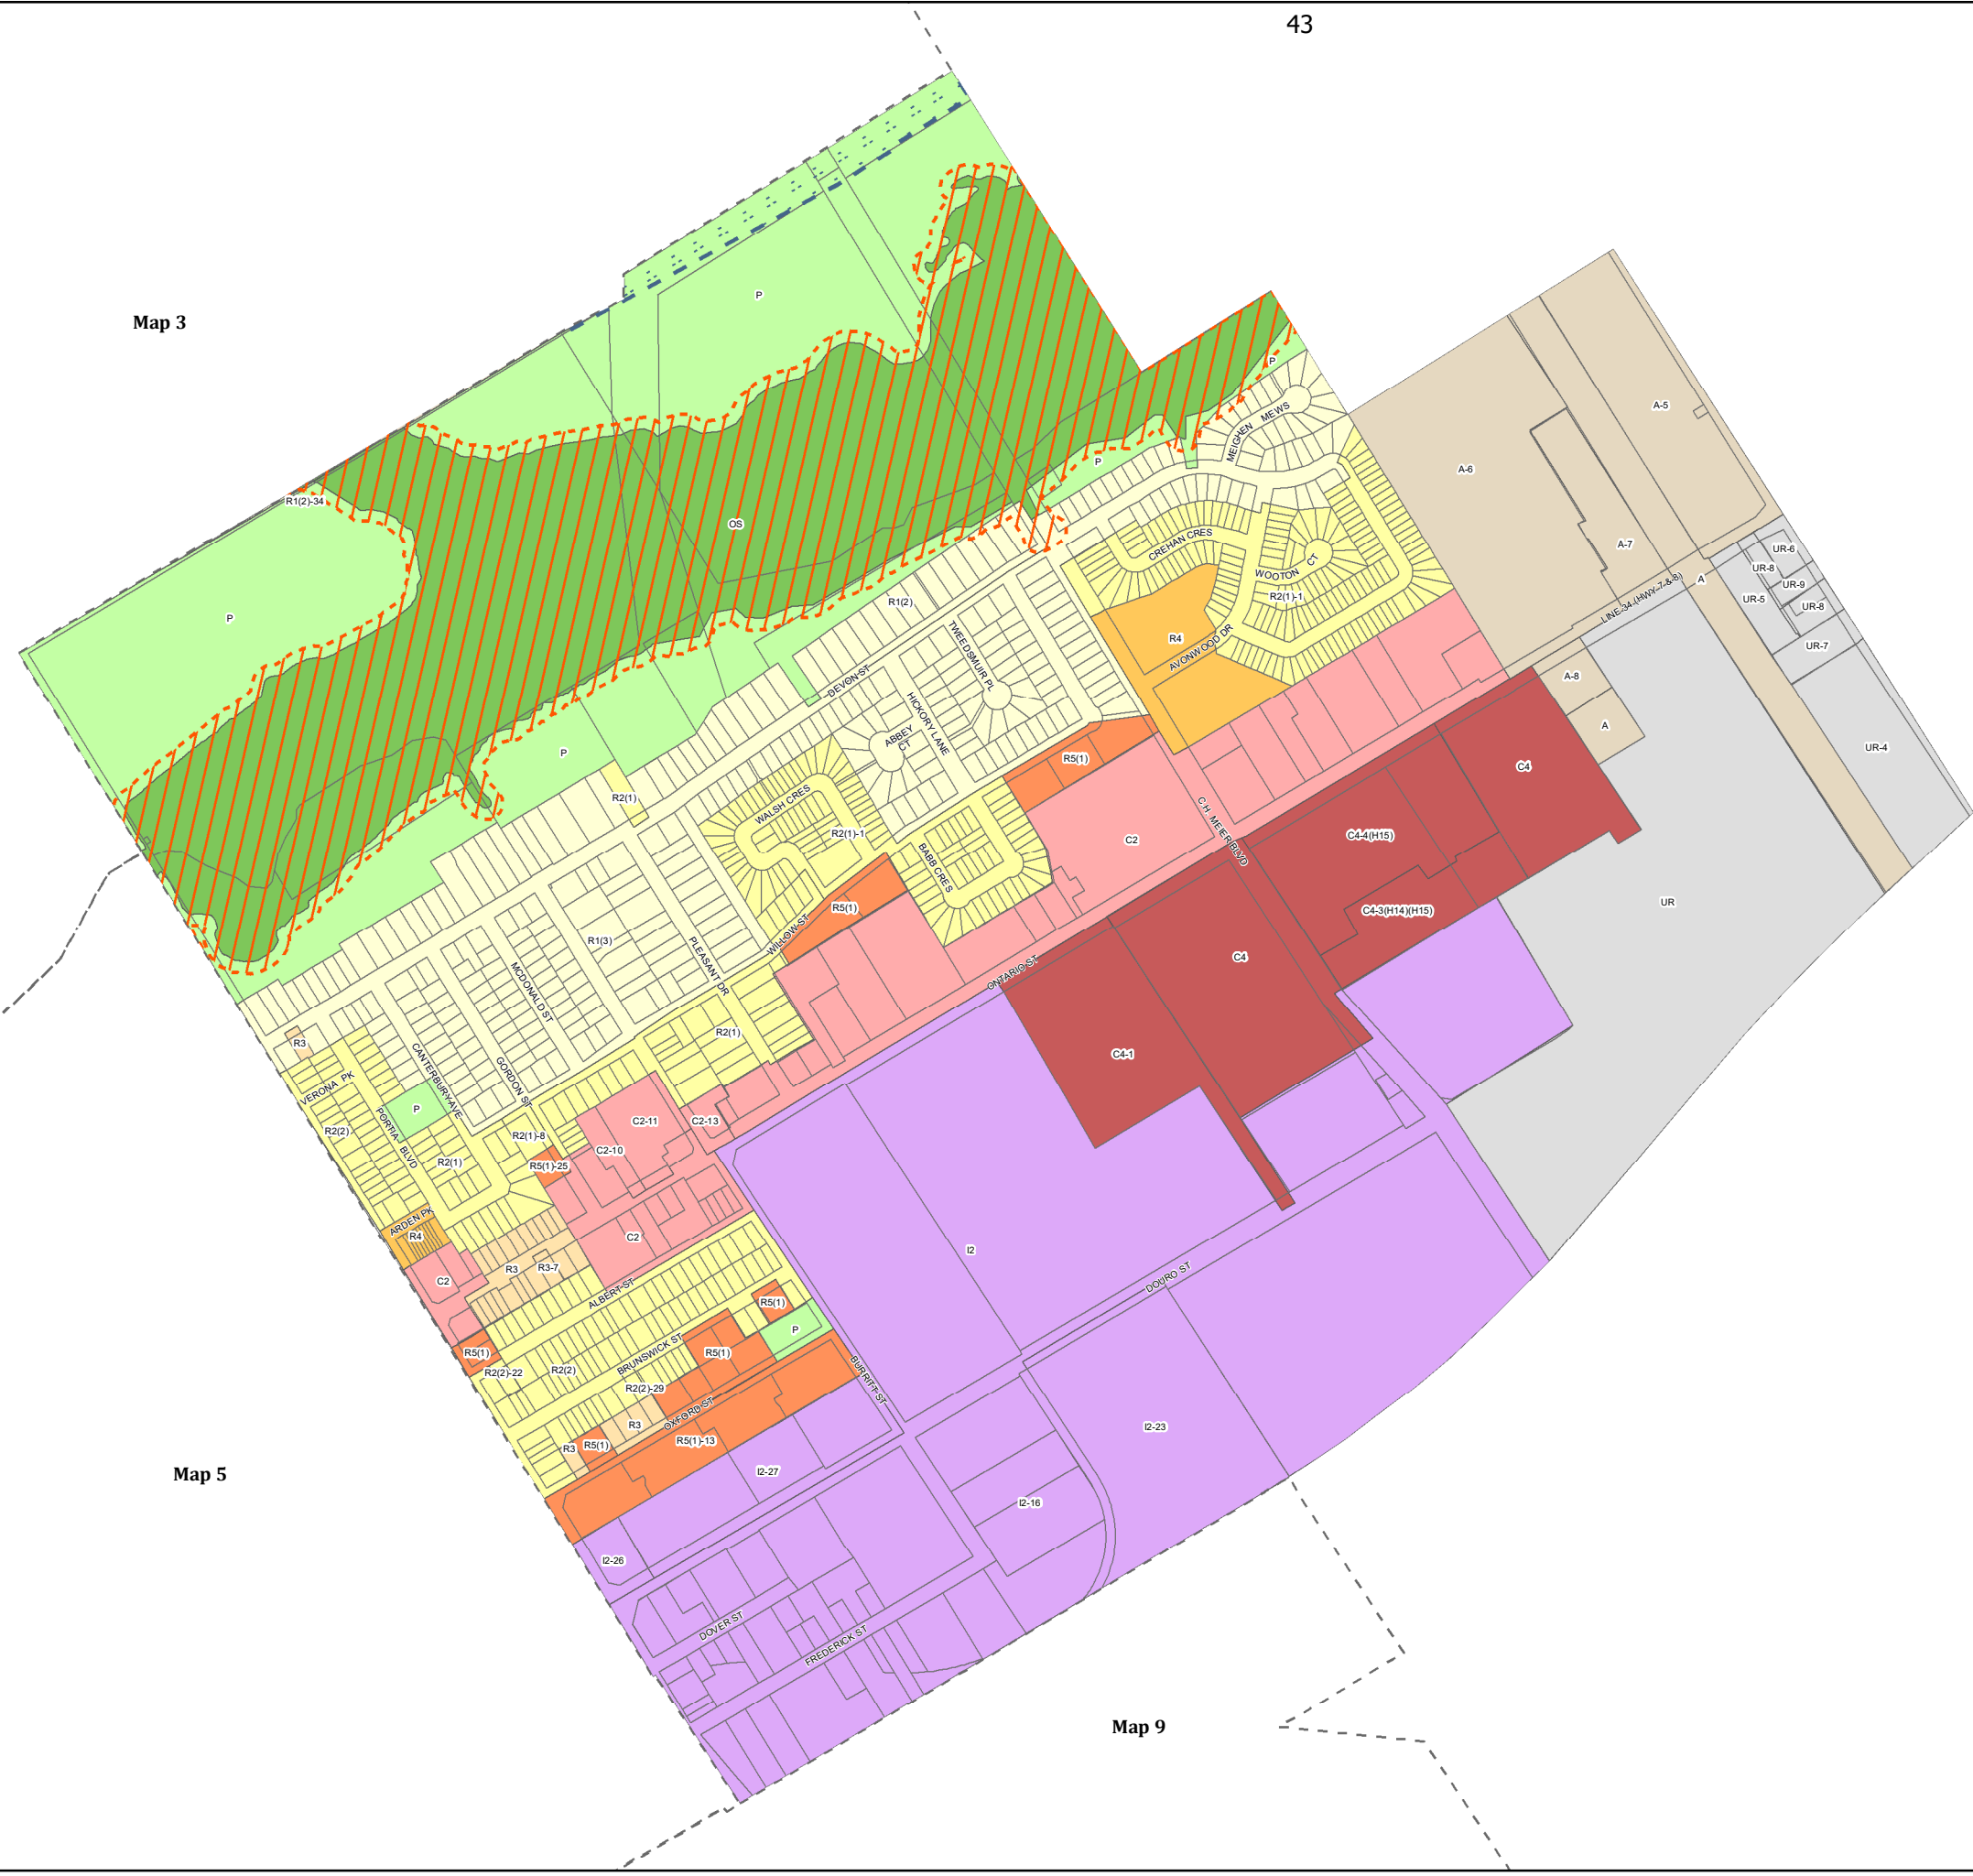 43
Map 3
P
P
MEIGHEN MEWS
A-5
A-6
P
R1(2)-34
OS
CREHAN CRES
A-7
UR-6
UR-8
WOOTON CT
A
UR-9
R2(1)-1
UR-5
UR-8
LINE 34 (HWY 7 & 8)
R1(2)
P
R4
AVONWOOD DR
UR-7
TWEEDSMUIR PL
DEVON ST
A-8
HICKORY LANE
A
ABBEY CT
UR-4
P
R5(1)
C4
R2(1)
WALSH CRES
C.H. MEIER BLVD
R2(1)-1
C4-4(H15)
C2
BABB CRES
UR
R5(1)
C4-3(H14)(H15)
WILLOW ST
R1(3)
C4
PLEASANT DR
ONTARIO ST
MCDONALD ST
R2(1)
R3
C4-1
CANTERBURY AVE
GORDON ST
VERONA PK
P
C2-11
C2-13
PORTIA BLVD
R2(2)
R2(1)-8
C2-10
R2(1)
R5(1)-25
ARDEN PK
R4
C2
I2
R3
R3-7
DOURO ST
C2
ALBERT ST
R5(1)
P
R5(1)
BRUNSWICK ST
R5(1)
R2(2)-22
R2(2)
BURRITT ST
R2(2)-29
OXFORD ST
R3
I2-23
R3
R5(1)
R5(1)-13
Map 5
I2-27
I2-16
I2-26
DOVER ST
FREDERICK ST
Map 9